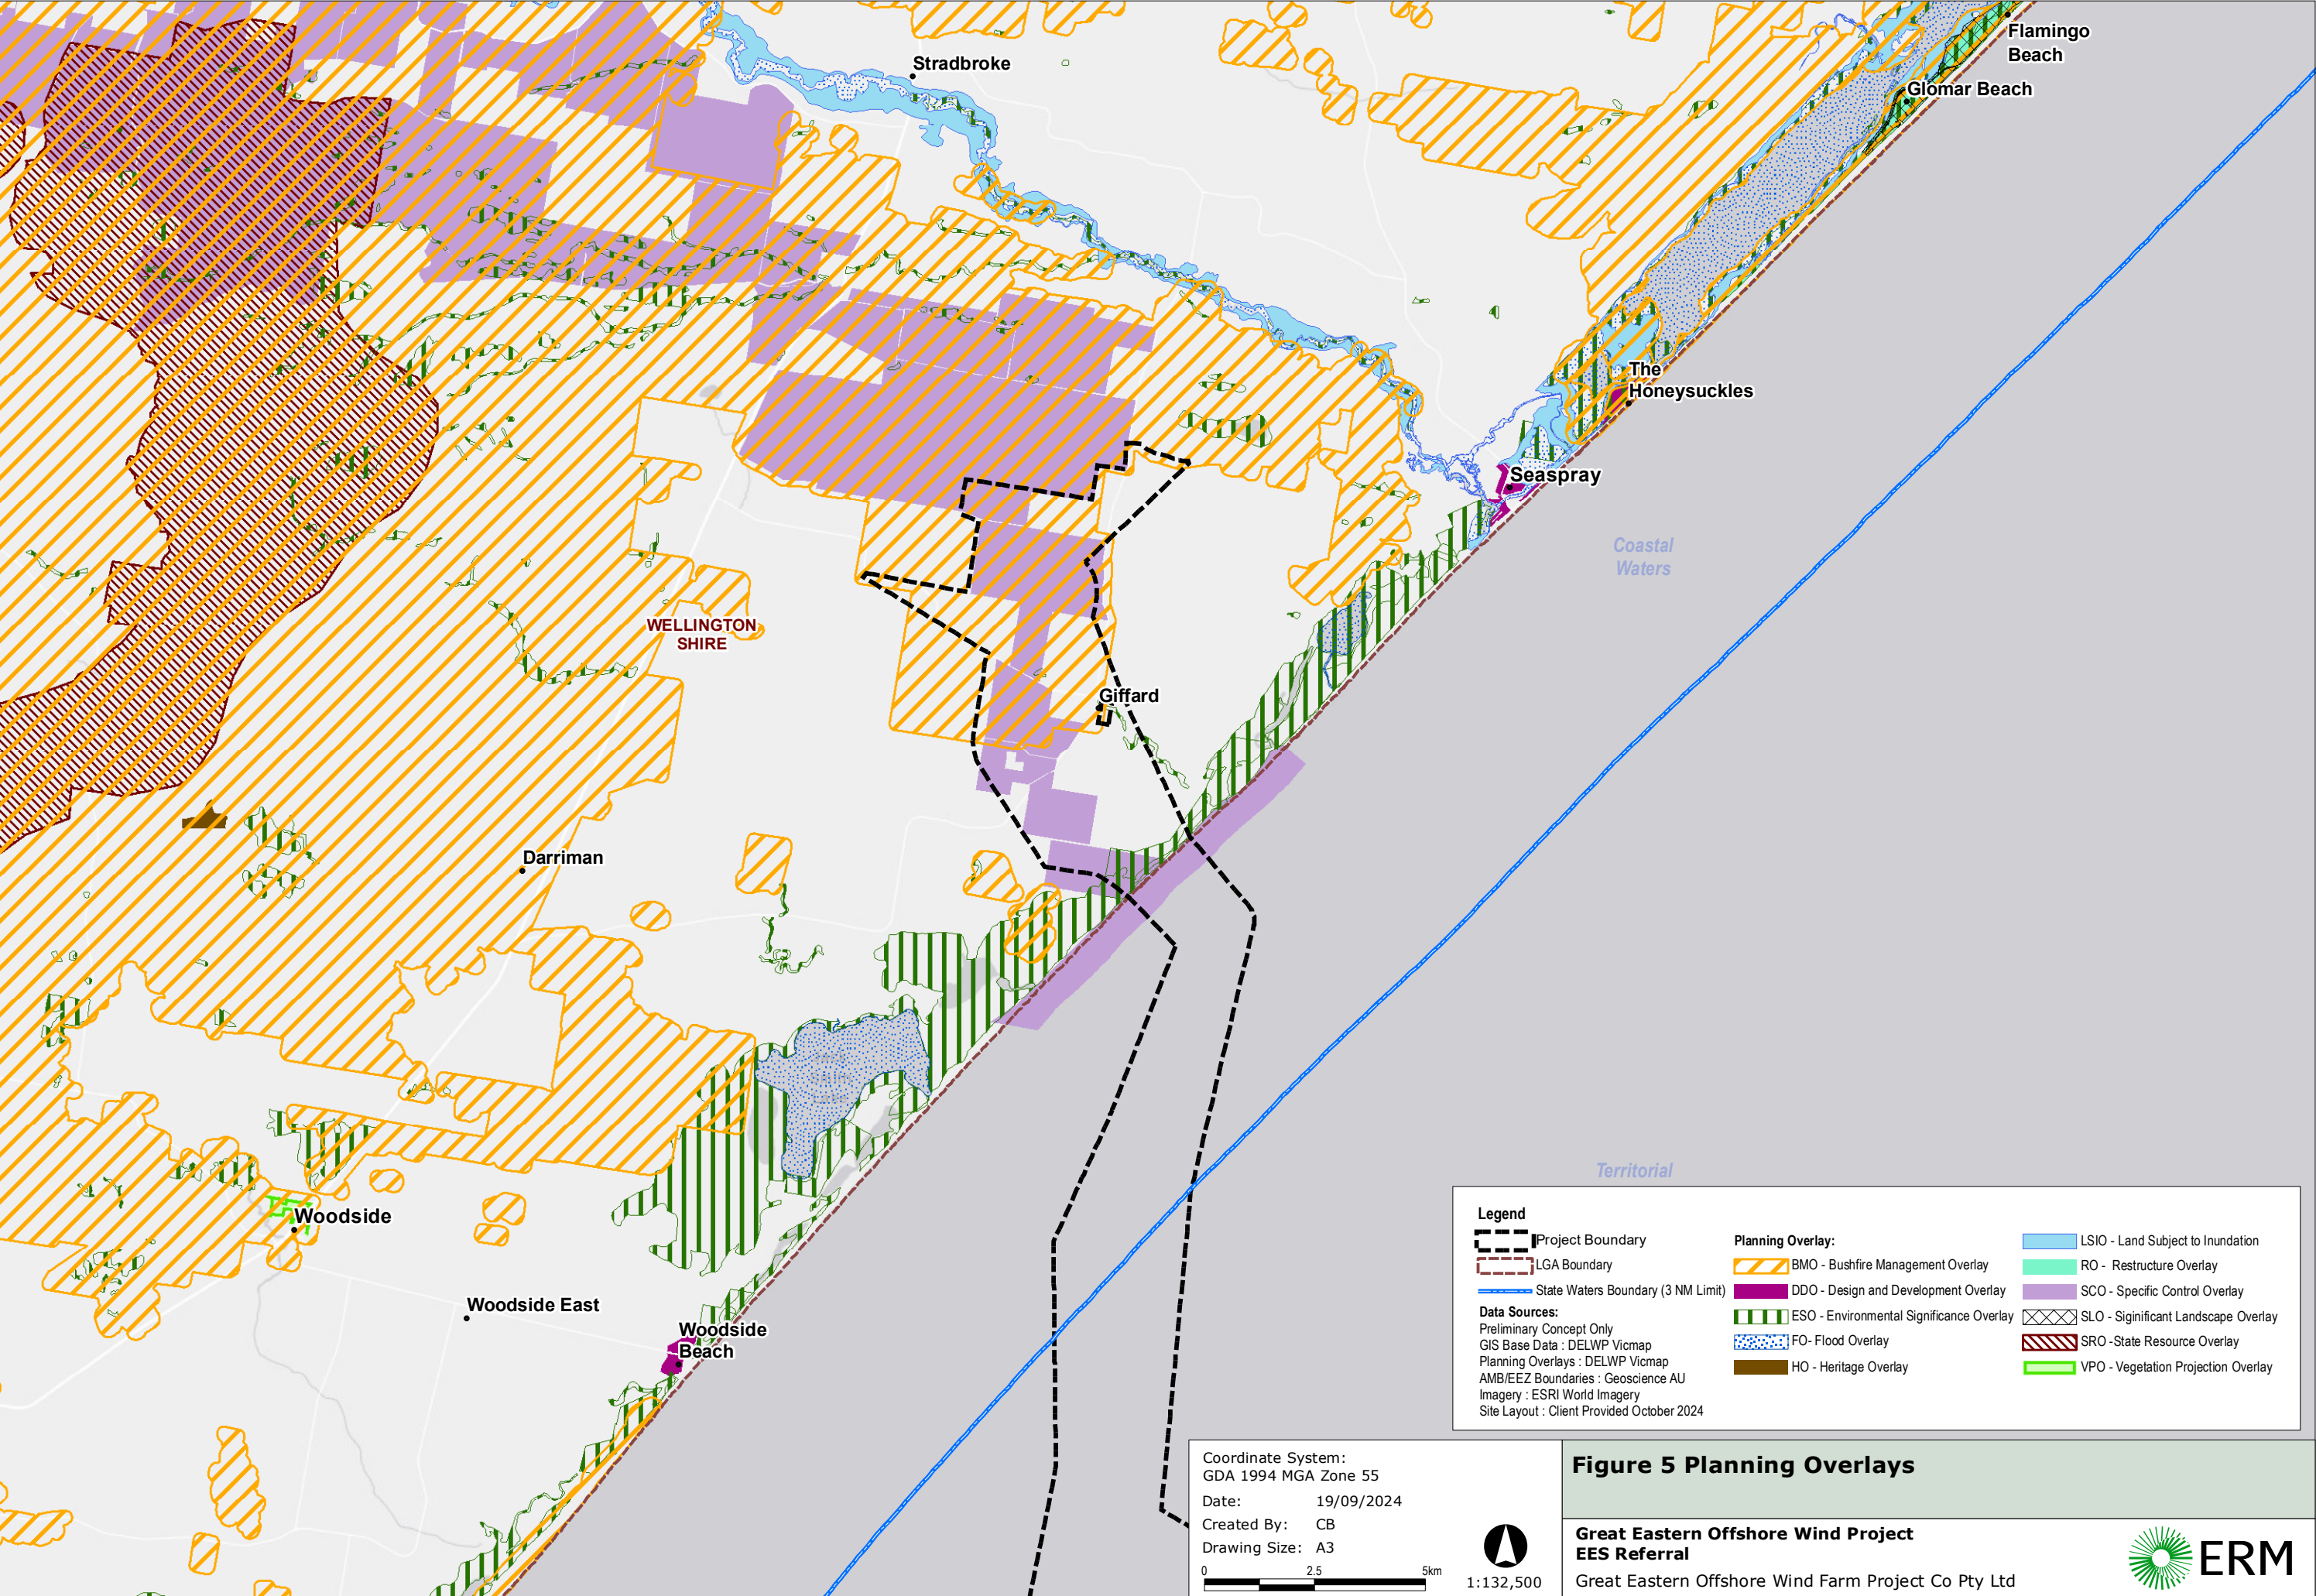 Flamingo
Beach
Stradbroke
Glomar Beach
The
Honeysuckles
Seaspray
Coastal
Waters
WELLINGTON
SHIRE
Giffard
Darriman
Territorial
Woodside
Woodside East
Woodside
Beach
Legend
Project Boundary
LGA Boundary
State Waters Boundary (3 NM Limit)
Data Sources:
Preliminary Concept Only
GIS Base Data : DELWP Vicmap
Planning Overlays : DELWP Vicmap
AMB/EEZ Boundaries : Geoscience AU
Imagery : ESRI World Imagery
Site Layout : Client Provided October 2024
Planning Overlay:
BMO - Bushfire Management Overlay
DDO - Design and Development Overlay
ESO - Environmental Significance Overlay
FO- Flood Overlay
HO - Heritage Overlay
LSIO - Land Subject to Inundation
RO - Restructure Overlay
SCO - Specific Control Overlay
SLO - Siginificant Landscape Overlay
SRO -State Resource Overlay
VPO - Vegetation Projection Overlay
Coordinate System:
GDA 1994 MGA Zone 55
Date: 19/09/2024
Created By: CB
Drawing Size: A3
0 2.5 5km
1:132,500
Figure 5 Planning Overlays
Great Eastern Offshore Wind Project
EES Referral
Great Eastern Offshore Wind Farm Project Co Pty Ltd
ERM